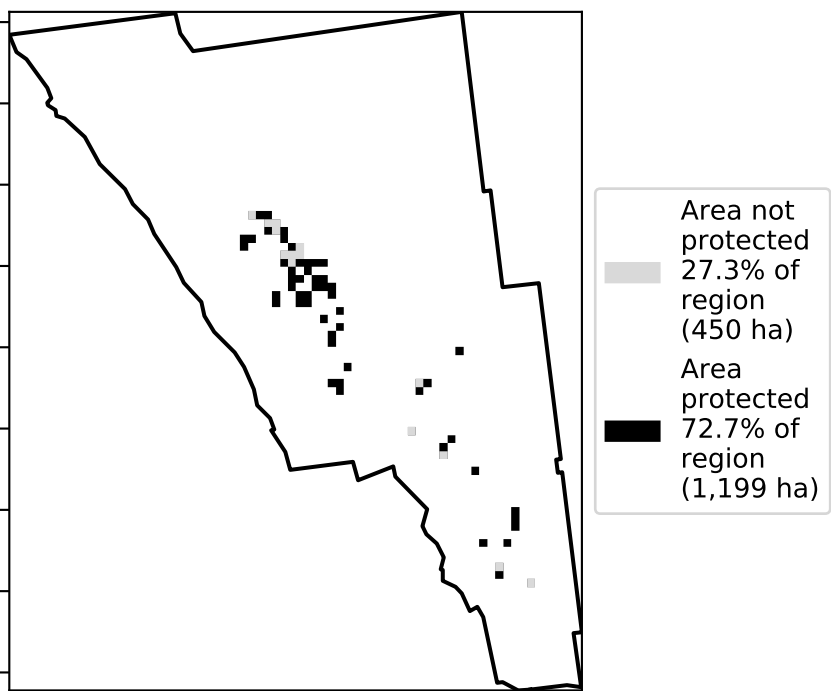 Area not
protected
27.3% of
region
(450 ha)
Area
protected
72.7% of
region
(1,199 ha)